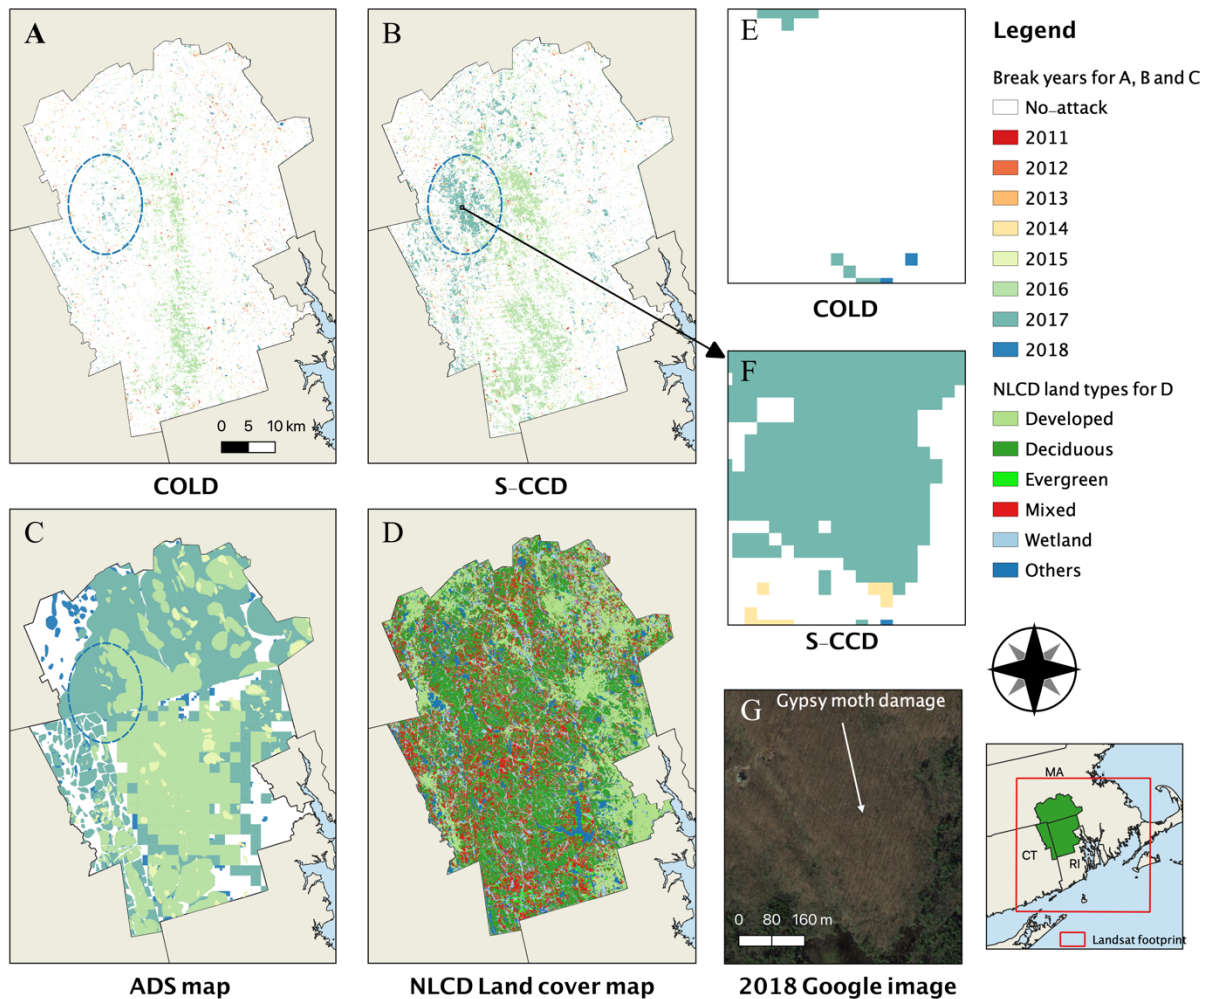 A
B
E
Legend
Break years for A, B and C
No-attack
2011
2012
2013
2014
2015
2016
2017
2018
0 5 10 km
COLD
S-CCD
COLD
F
S-CCD
NLCD land types for D
Developed
Deciduous
Evergreen
Mixed
Wetland
Others
C
D
G
Gypsy moth damage
0 80 160 m
MA
CT
RI
Landsat footprint
ADS map
NLCD Land cover map
2018 Google image